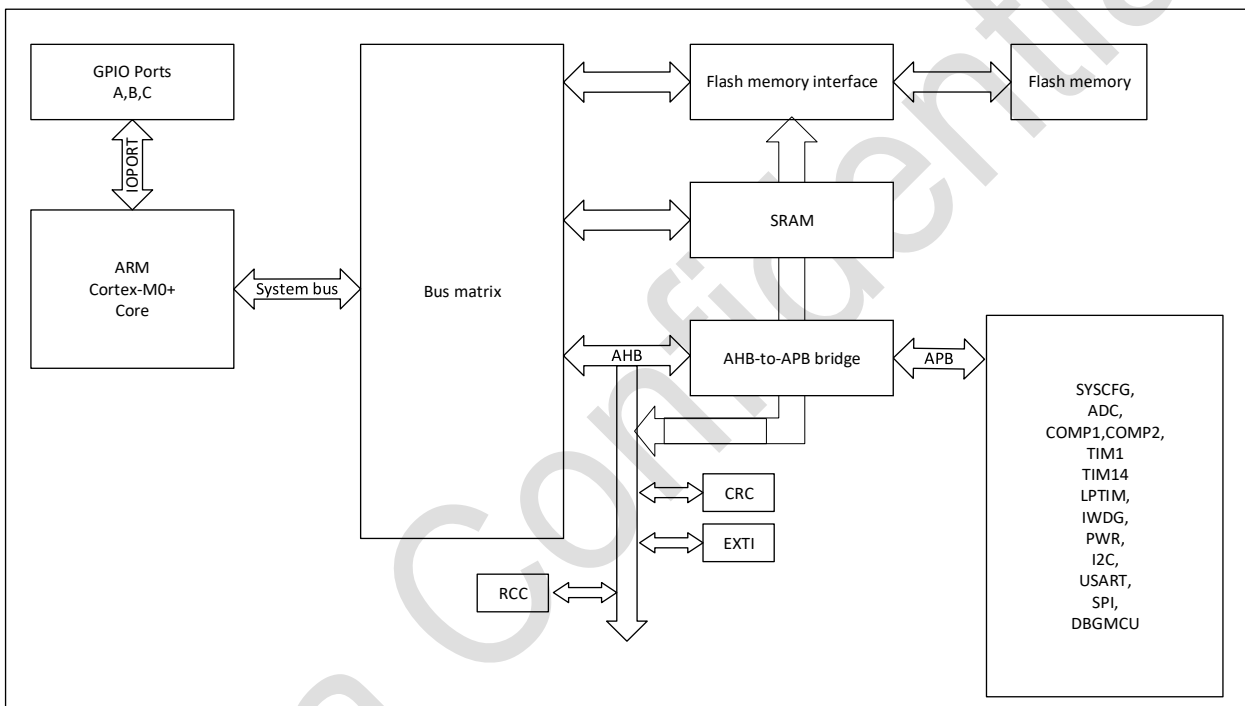 GPIO Ports
A,B,C
IOPORT
ARM
Cortex-M0+
Core
System bus
Bus matrix
Flash memory interface
Flash memory
SRAM
AHB
AHB-to-APB bridge
APB
SYSCFG,
ADC,
COMP1,COMP2,
TIM1
TIM14
LPTIM,
IWDG,
PWR,
I2C,
USART,
SPI,
DBGMCU
CRC
EXTI
RCC
Confidential